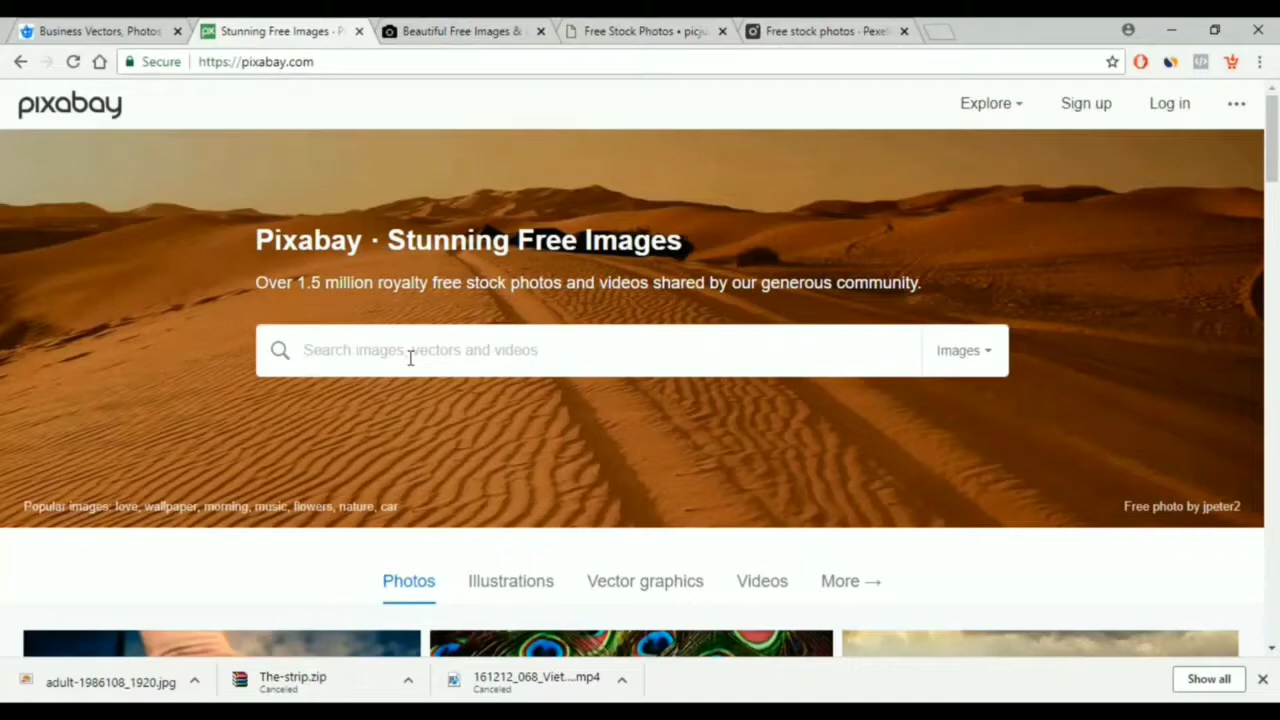 Business Vectors, Photos
Stunning Free Images · P
Beautiful Free Images &
Free Stock Photos • picju
Free stock photos · Pexel
Secure
https://pixabay.com
pixabay
Explore
Sign up
Log in
Pixabay · Stunning Free Images
Over 1.5 million royalty free stock photos and videos shared by our generous community.
Search images, vectors and videos
Images
Popular images: love, wallpaper, morning, music, flowers, nature, car
Free photo by jpeter2
Photos
Illustrations
Vector graphics
Videos
More →
adult-1986108_1920.jpg
The-strip.zip
Canceled
161212_068_Viet....mp4
Canceled
Show all